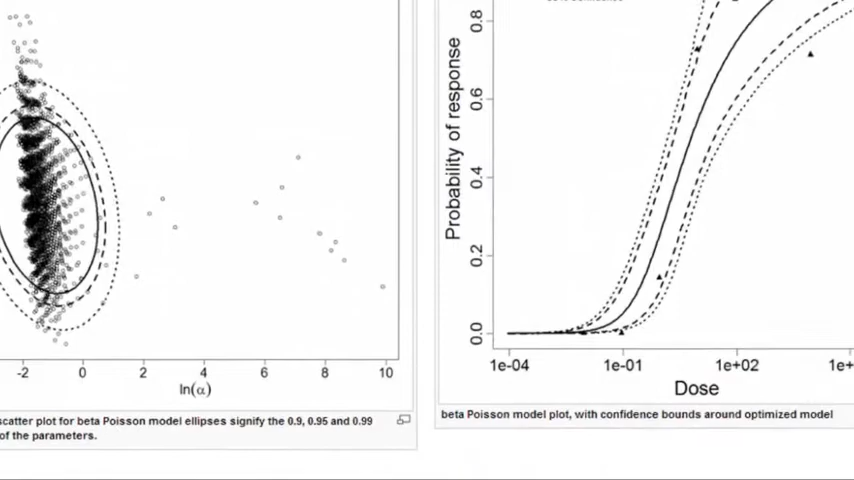 -2 0 2 4 6 8 10
ln(α)
scatter plot for beta Poisson model ellipses signify the 0.9, 0.95 and 0.99
of the parameters.
Probability of response
0.8
0.6
0.4
0.2
0.0
1e-04 1e-01 1e+02 1e+
Dose
beta Poisson model plot, with confidence bounds around optimized model